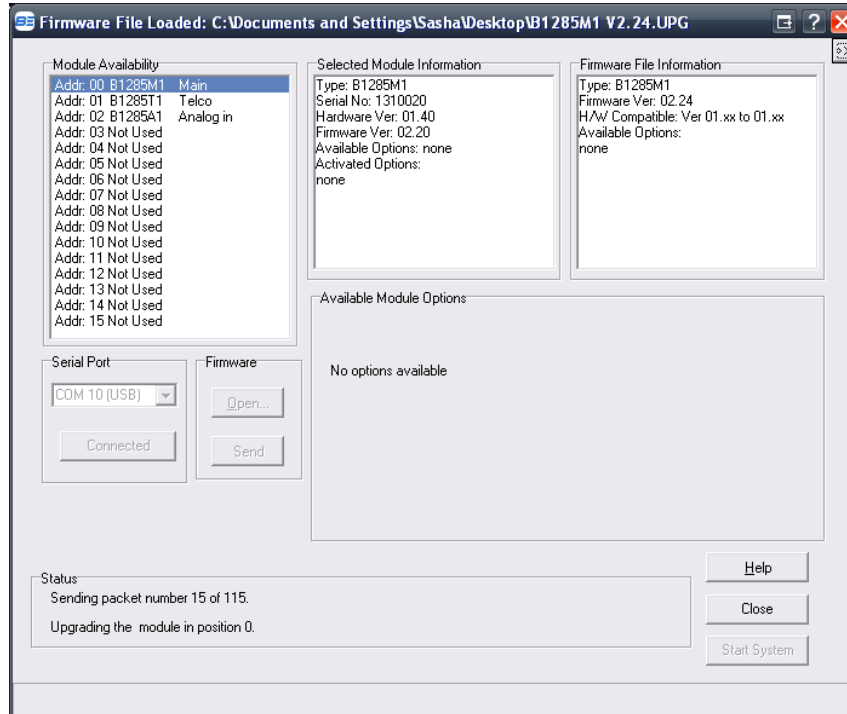 Firmware File Loaded: C:\Documents and Settings\Sasha\Desktop\B1285M1 V2.24.UPG
Module Availability
Addr: 00 B1285M1 Main
Addr: 01 B1285T1 Telco
Addr: 02 B1285A1 Analog in
Addr: 03 Not Used
Addr: 04 Not Used
Addr: 05 Not Used
Addr: 06 Not Used
Addr: 07 Not Used
Addr: 08 Not Used
Addr: 09 Not Used
Addr: 10 Not Used
Addr: 11 Not Used
Addr: 12 Not Used
Addr: 13 Not Used
Addr: 14 Not Used
Addr: 15 Not Used
Selected Module Information
Type: B1285M1
Serial No: 1310020
Hardware Ver: 01.40
Firmware Ver: 02.20
Available Options: none
Activated Options:
none
Firmware File Information
Type: B1285M1
Firmware Ver: 02.24
H/W Compatible: Ver 01.xx to 01.xx
Available Options:
none
Available Module Options
No options available
Serial Port
COM 10 (USB)
Connected
Firmware
Open...
Send
Status
Sending packet number 15 of 115.
Upgrading the module in position 0.
Help
Close
Start System